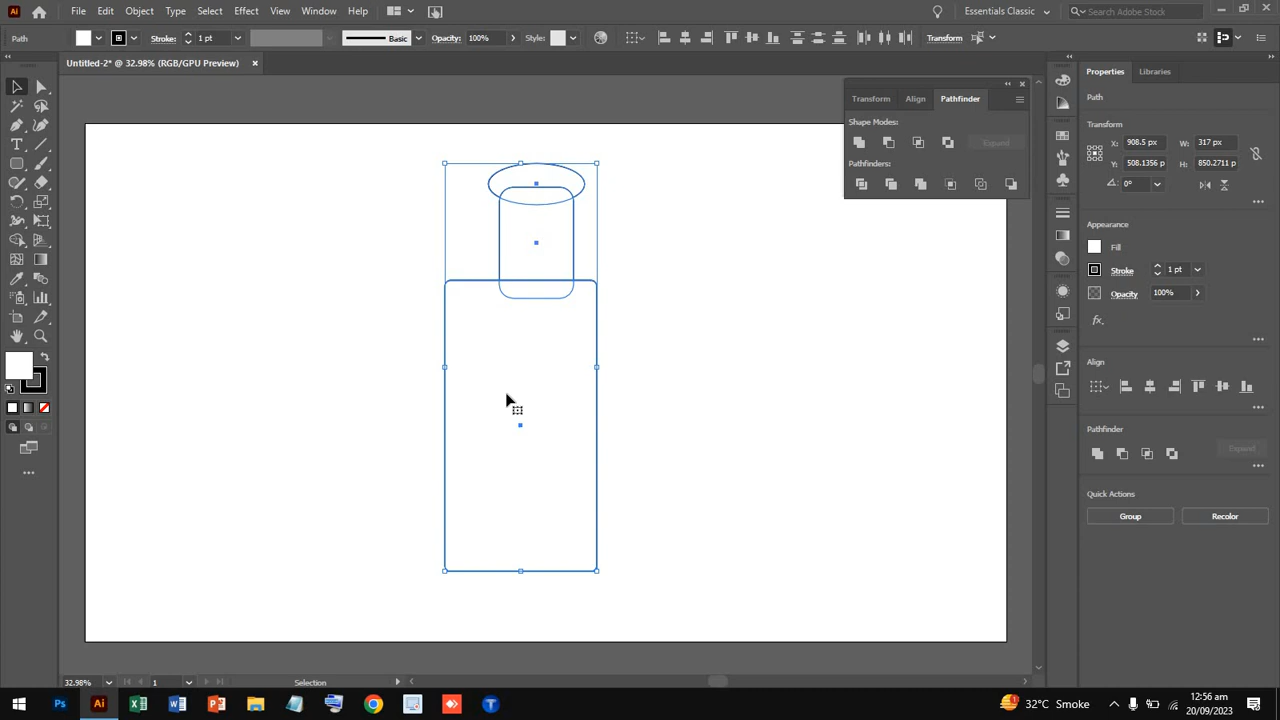 Ai File Edit Object Type Select Effect View Window Help Essentials Classic Search Adobe Stock
Path Stroke: 1 pt Basic Opacity: 100% Style: Transform
Untitled-2* @ 32.98% (RGB/GPU Preview)
Transform Align Pathfinder
Shape Modes:
Expand
Pathfinders:
Properties Libraries
Path
Transform
X: 908.5 px W: 317 px
Y: 508.1356 p H: 850.2711 p
0°
Appearance
Fill
Stroke 1 pt
Opacity 100%
fx.
Align
Pathfinder
Expand
Quick Actions
Group Recolor
32.98% 1 Selection
Ps Ai 32°C Smoke 12:56 am
20/09/2023